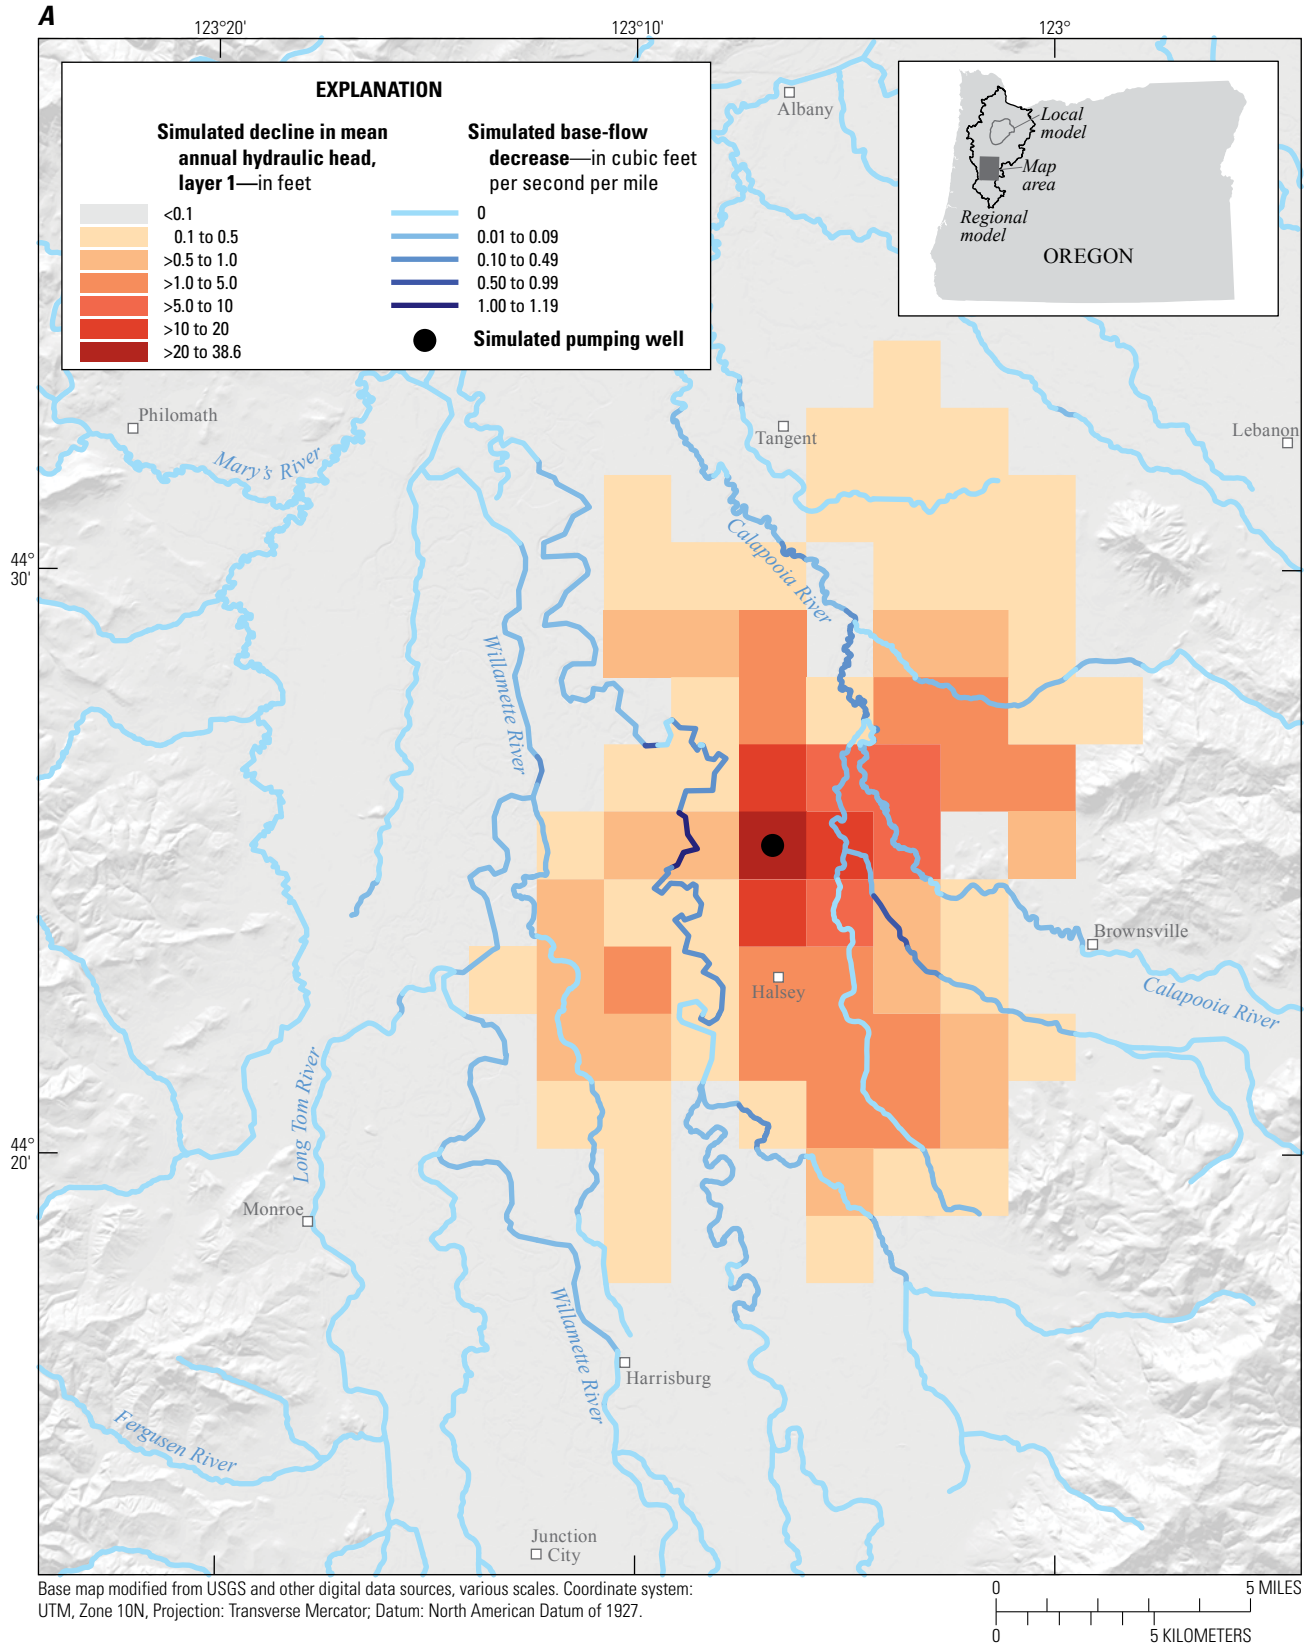 A
123°20'
123°10'
123°
EXPLANATION
Simulated decline in mean
annual hydraulic head,
layer 1—in feet
<0.1
0.1 to 0.5
>0.5 to 1.0
>1.0 to 5.0
>5.0 to 10
>10 to 20
>20 to 38.6
Simulated base-flow
decrease—in cubic feet
per second per mile
0
0.01 to 0.09
0.10 to 0.49
0.50 to 0.99
1.00 to 1.19
Simulated pumping well
Local
model
Map
area
Regional
model
OREGON
Albany
Philomath
Mary's River
Tangent
Lebanon
Calapooia River
44°
30'
Willamette River
Brownsville
Calapooia River
Halsey
Long Tom River
44°
20'
Monroe
Willamette River
Harrisburg
Fergusen River
Junction
City
Base map modified from USGS and other digital data sources, various scales. Coordinate system:
UTM, Zone 10N, Projection: Transverse Mercator; Datum: North American Datum of 1927.
0
5 MILES
0
5 KILOMETERS